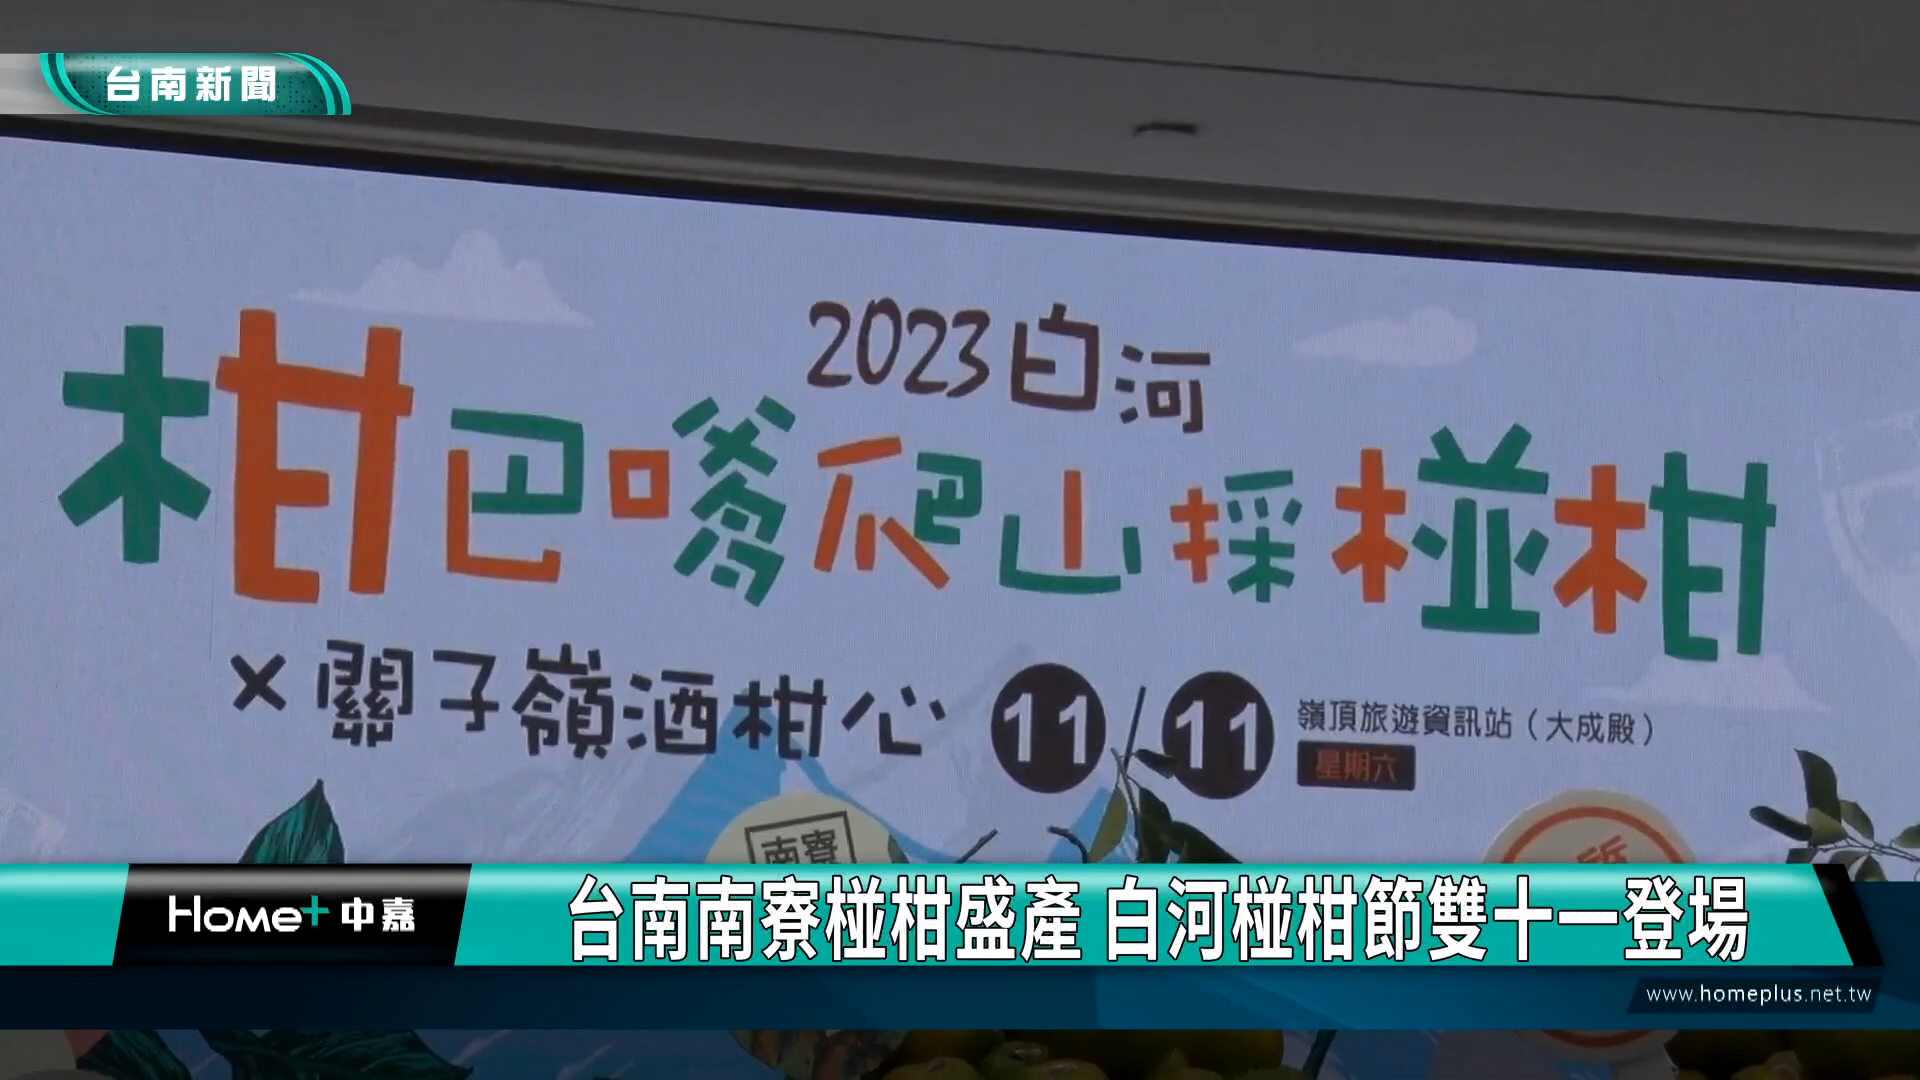 台南新聞
2023白河
柑巴嗲爬山採椪柑
×關子嶺酒柑心 11/11 嶺頂旅遊資訊站（大成殿）
星期六
南寮
Home+中嘉
台南南寮椪柑盛產 白河椪柑節雙十一登場
www.homeplus.net.tw